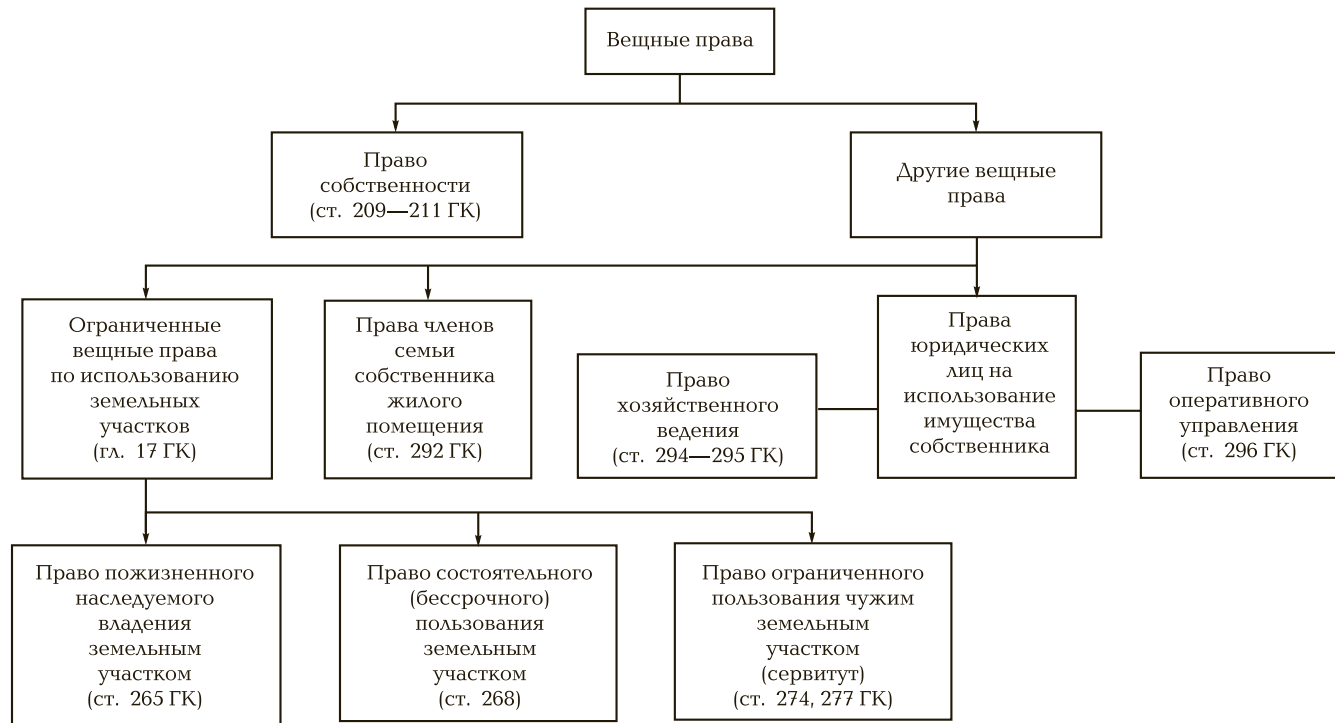 Вещные права
Право
собственности
(ст. 209—211 ГК)
Другие вещные
права
Ограниченные
вещные права
по использованию
земельных
участков
(гл. 17 ГК)
Права членов
семьи
собственника
жилого
помещения
(ст. 292 ГК)
Право
хозяйственного
ведения
(ст. 294—295 ГК)
Права
юридических
лиц на
использование
имущества
собственника
Право
оперативного
управления
(ст. 296 ГК)
Право пожизненного
наследуемого
владения
земельным
участком
(ст. 265 ГК)
Право состоятельного
(бессрочного)
пользования
земельным
участком
(ст. 268)
Право ограниченного
пользования чужим
земельным
участком
(сервитут)
(ст. 274, 277 ГК)